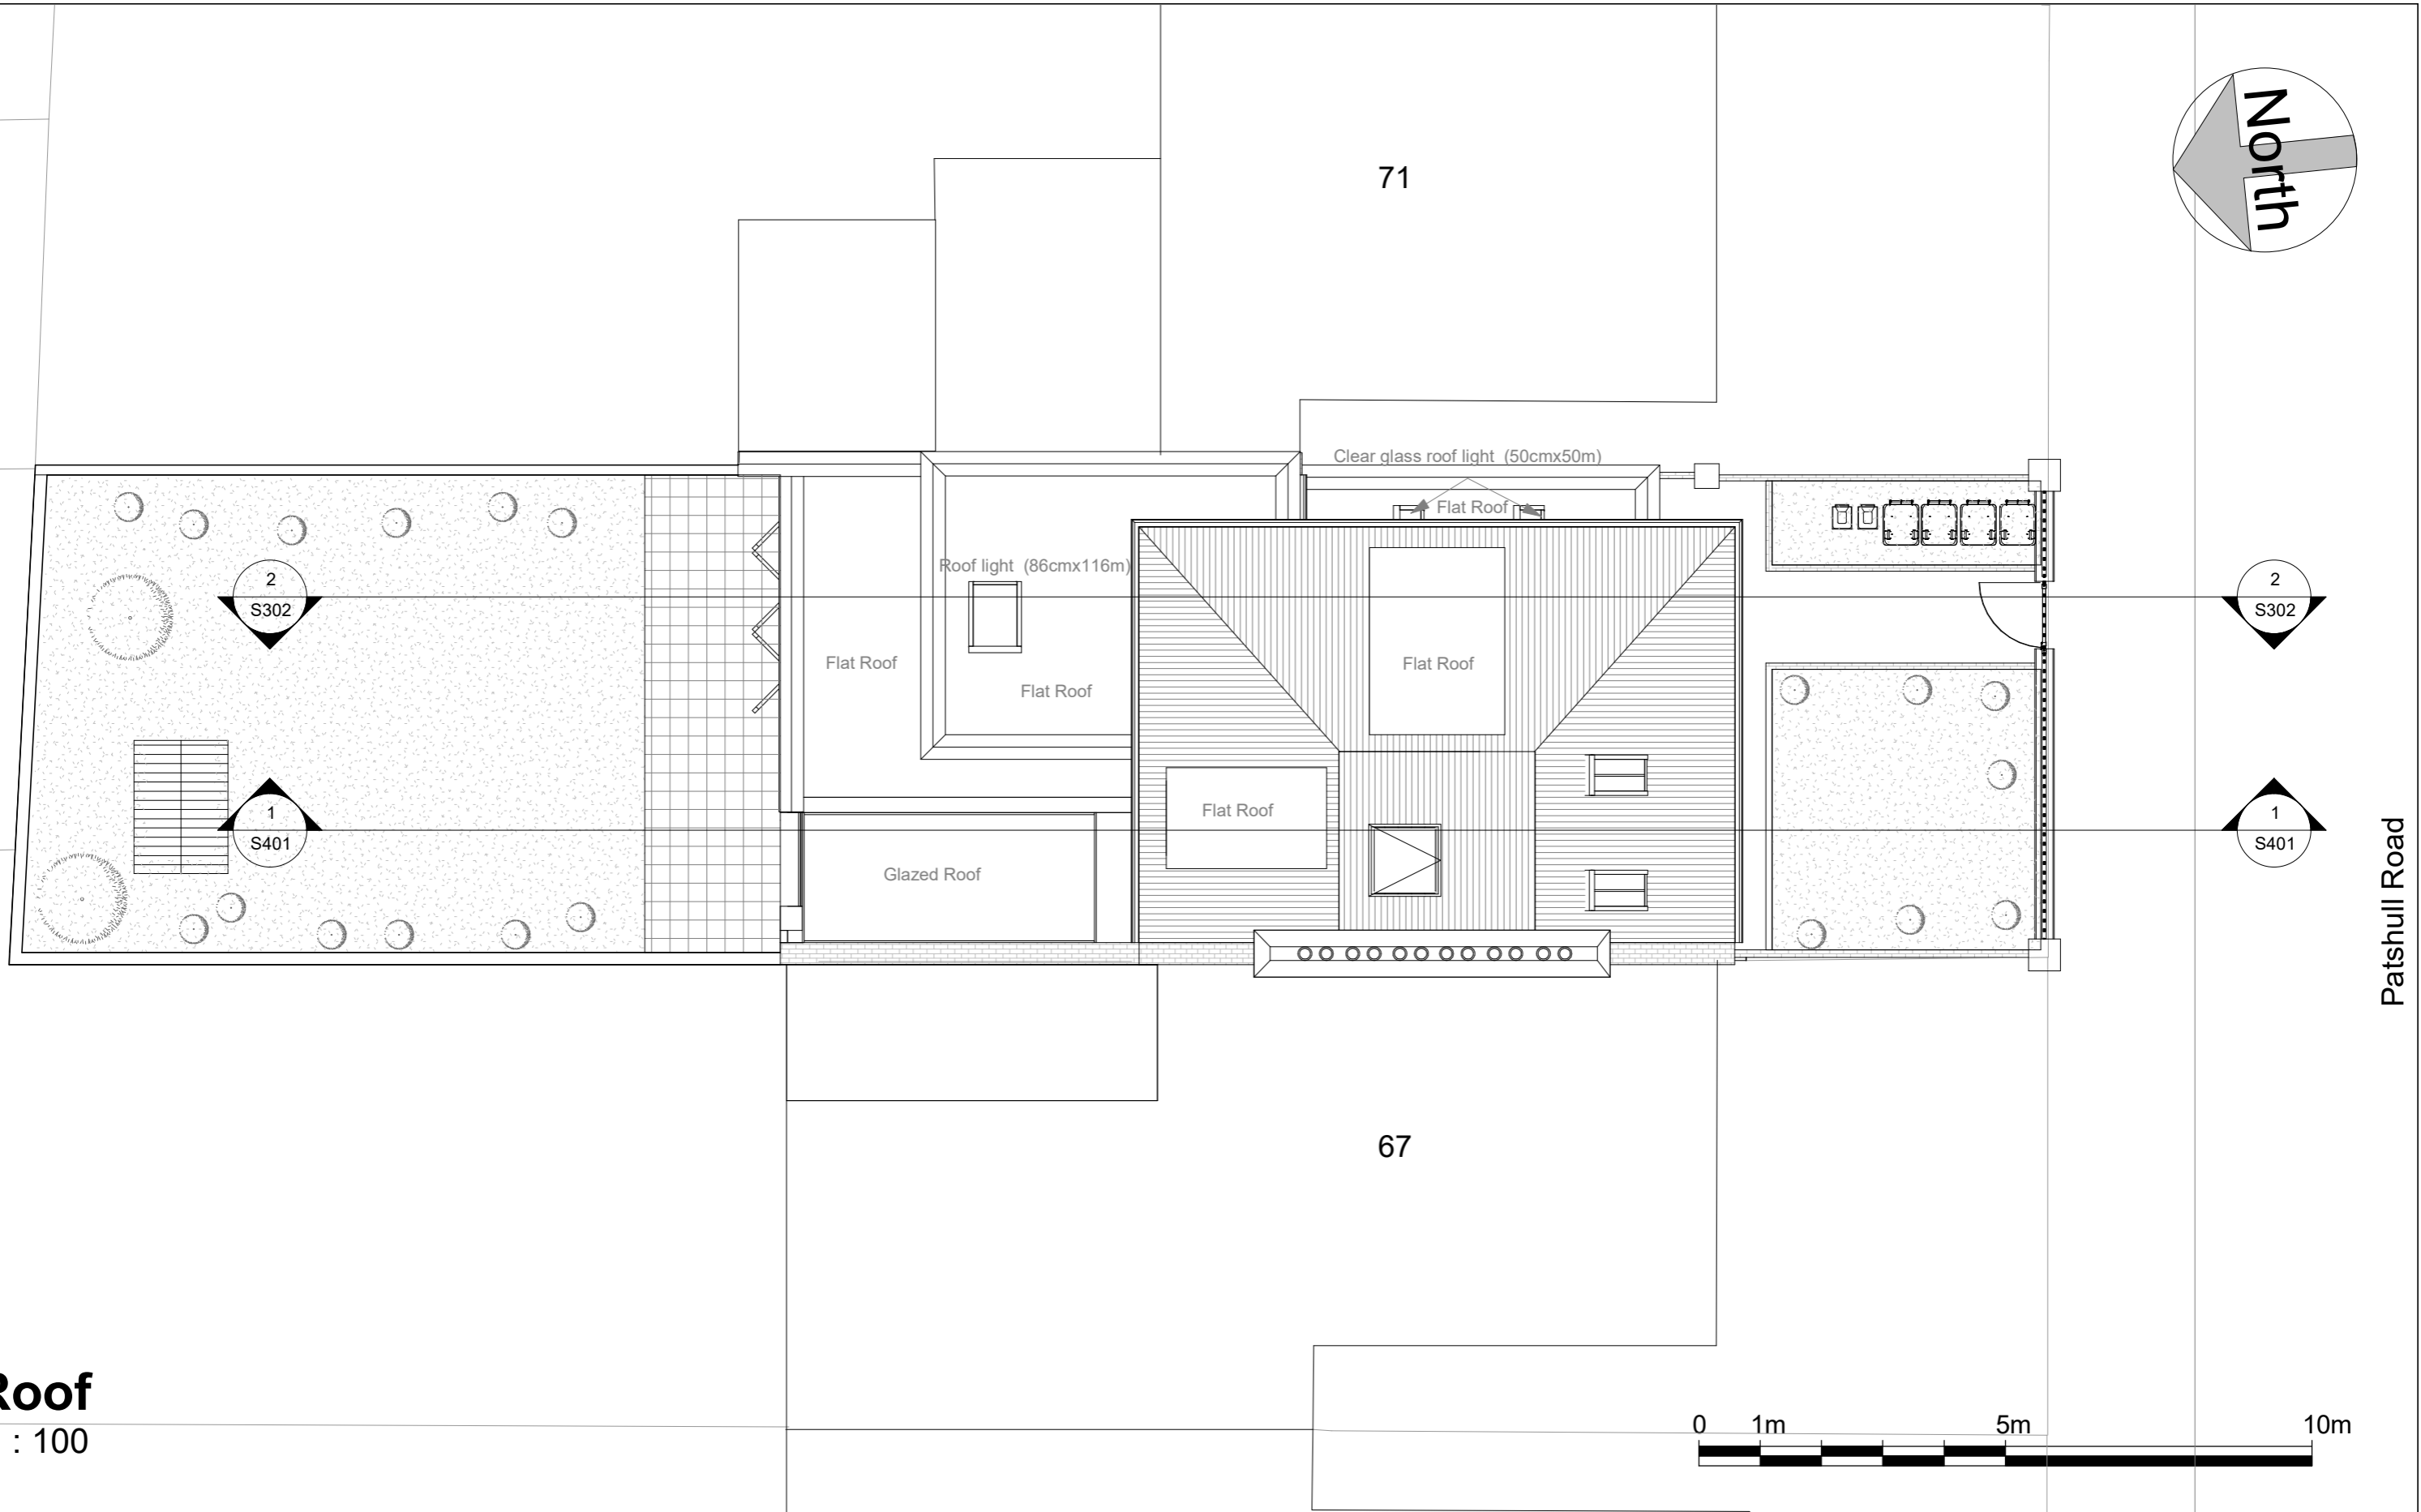 North
71
Clear glass roof light (50cmx50m)
Flat Roof
Roof light (86cmx116m)
2
S302
2
S302
Flat Roof
Flat Roof
Flat Roof
Flat Roof
1
S401
1
S401
Glazed Roof
Patshull Road
67
Roof
: 100
0 1m 5m 10m